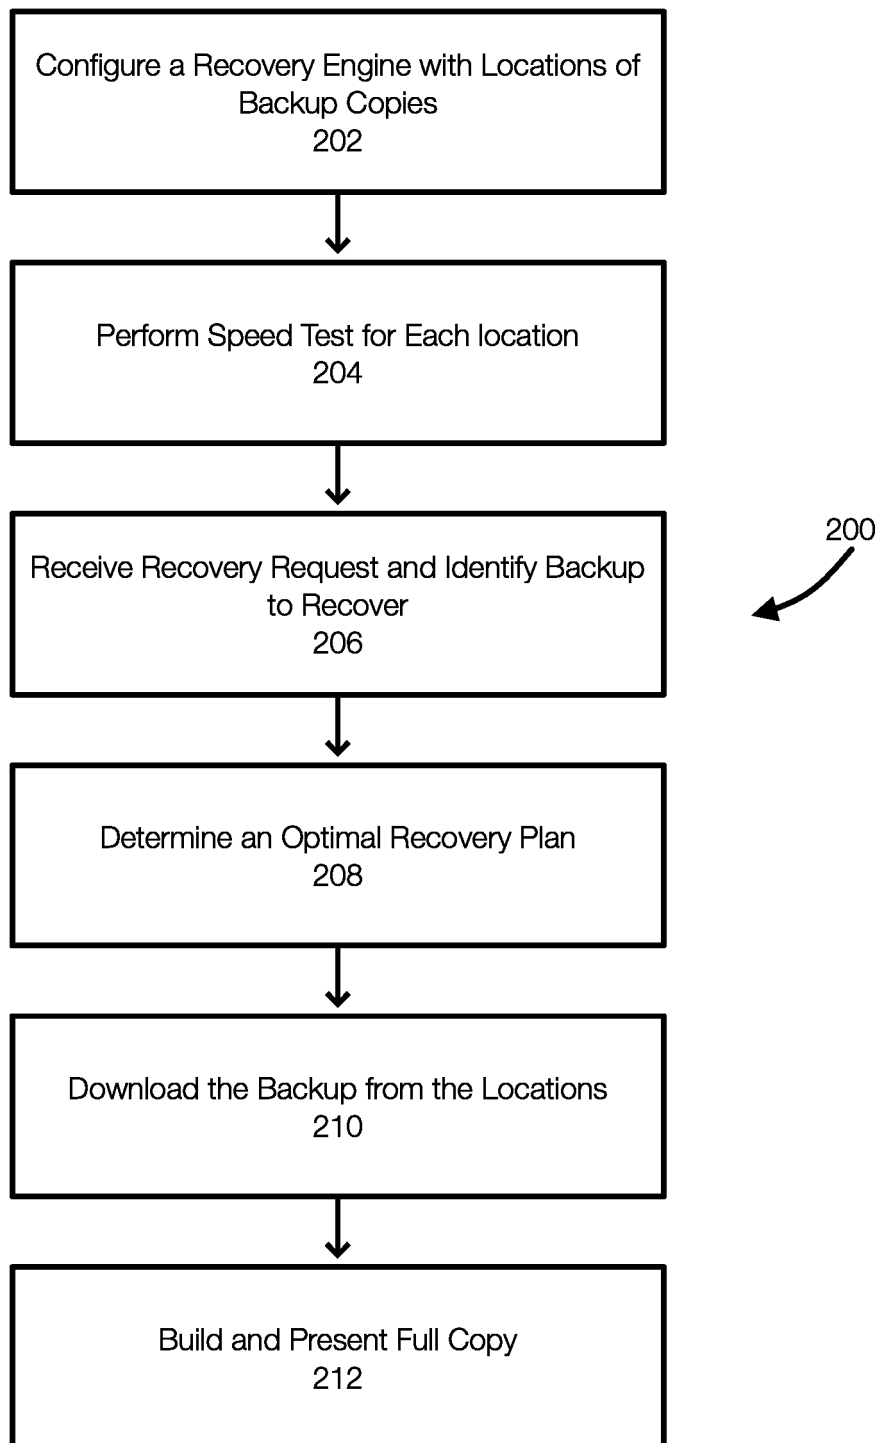 Configure a Recovery Engine with Locations of
Backup Copies
202
Perform Speed Test for Each location
204
Receive Recovery Request and Identify Backup
to Recover
206
200
Determine an Optimal Recovery Plan
208
Download the Backup from the Locations
210
Build and Present Full Copy
212